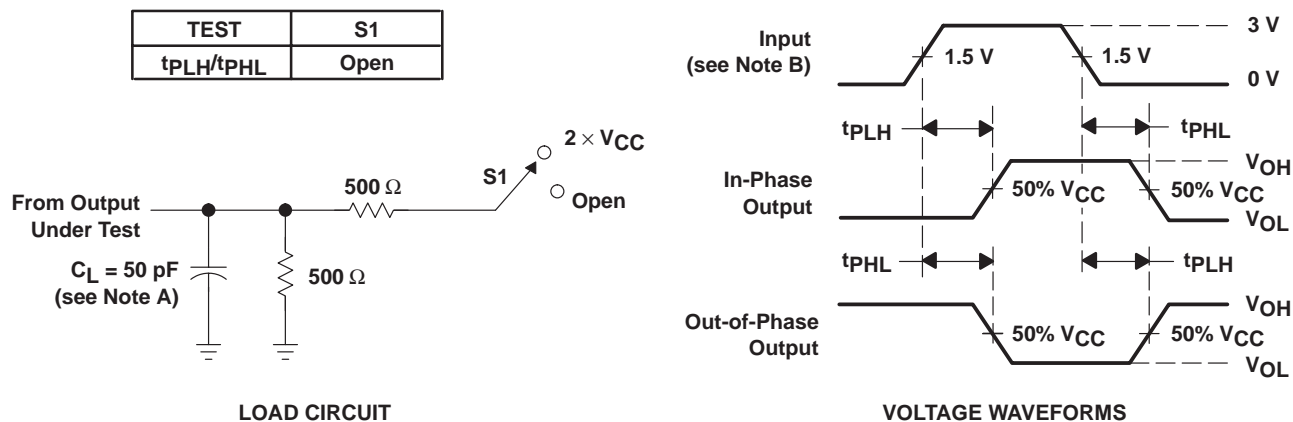 TEST S1
tPLH/tPHL Open
2 × VCC
S1
Open
500 Ω
From Output
Under Test
CL = 50 pF
(see Note A)
500 Ω
LOAD CIRCUIT
Input
(see Note B)
1.5 V
1.5 V
3 V
0 V
tPLH
tPHL
In-Phase
Output
50% VCC
50% VCC
VOH
VOL
tPHL
tPLH
Out-of-Phase
Output
50% VCC
50% VCC
VOH
VOL
VOLTAGE WAVEFORMS